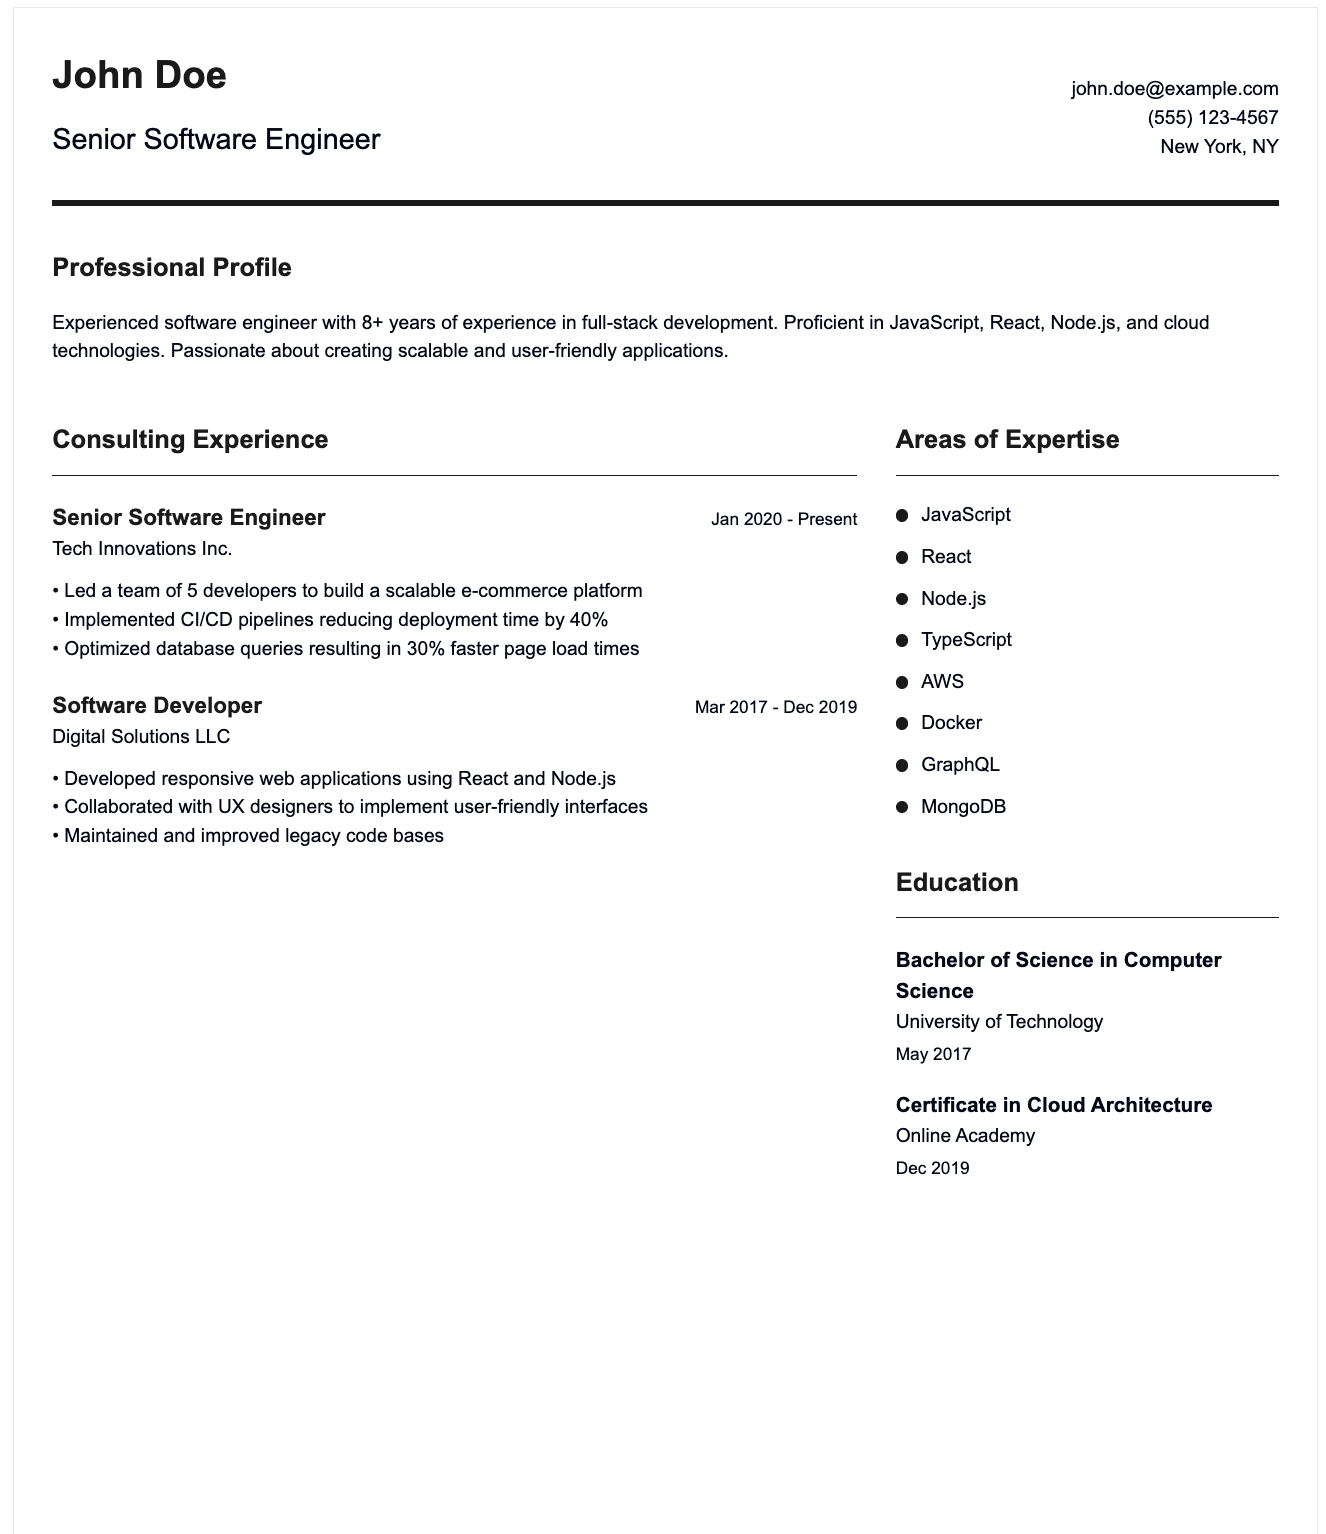 John Doe
Senior Software Engineer
john.doe@example.com
(555) 123-4567
New York, NY
Professional Profile
Experienced software engineer with 8+ years of experience in full-stack development. Proficient in JavaScript, React, Node.js, and cloud
technologies. Passionate about creating scalable and user-friendly applications.
Consulting Experience
Senior Software Engineer
Jan 2020 - Present
Tech Innovations Inc.
• Led a team of 5 developers to build a scalable e-commerce platform
• Implemented CI/CD pipelines reducing deployment time by 40%
• Optimized database queries resulting in 30% faster page load times
Software Developer
Mar 2017 - Dec 2019
Digital Solutions LLC
• Developed responsive web applications using React and Node.js
• Collaborated with UX designers to implement user-friendly interfaces
• Maintained and improved legacy code bases
Areas of Expertise
● JavaScript
● React
● Node.js
● TypeScript
● AWS
● Docker
● GraphQL
● MongoDB
Education
Bachelor of Science in Computer
Science
University of Technology
May 2017
Certificate in Cloud Architecture
Online Academy
Dec 2019